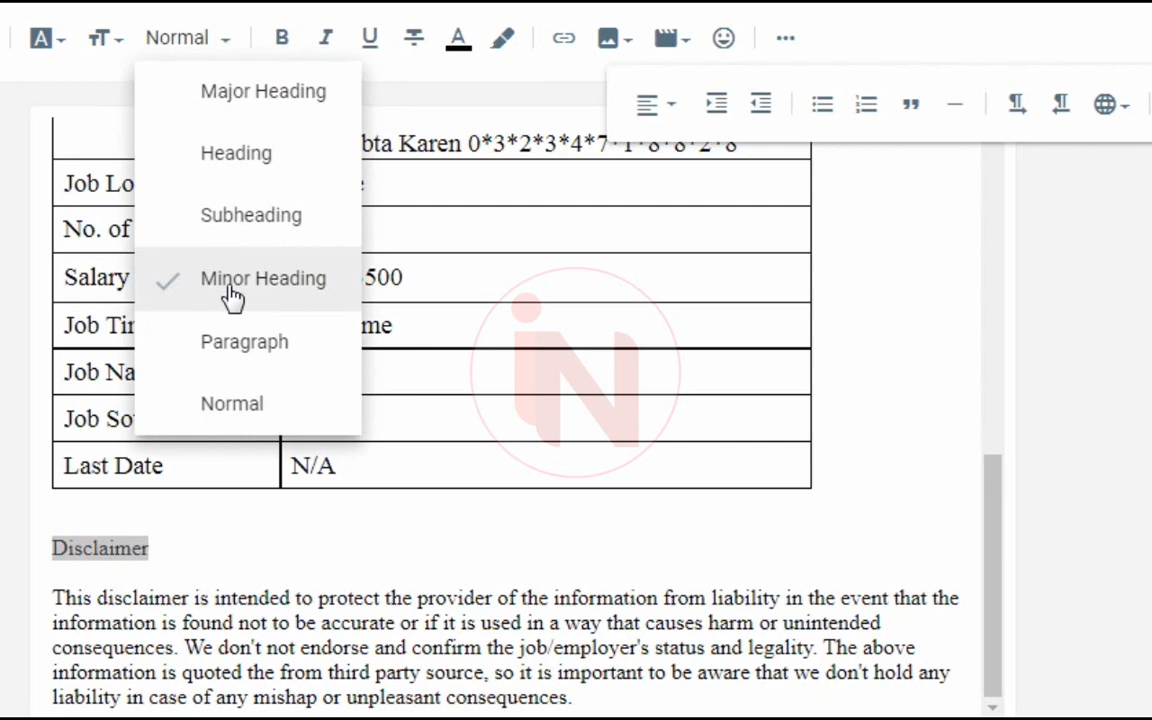 Normal
B I U A
Major Heading
Heading
Subheading
Minor Heading
Paragraph
Normal
bta Karen
Job Lo
No. of
Salary 500
Job Tir me
Job Na
Job So
Last Date N/A
iN
Disclaimer
This disclaimer is intended to protect the provider of the information from liability in the event that the
information is found not to be accurate or if it is used in a way that causes harm or unintended
consequences. We don't not endorse and confirm the job/employer's status and legality. The above
information is quoted the from third party source, so it is important to be aware that we don't hold any
liability in case of any mishap or unpleasant consequences.